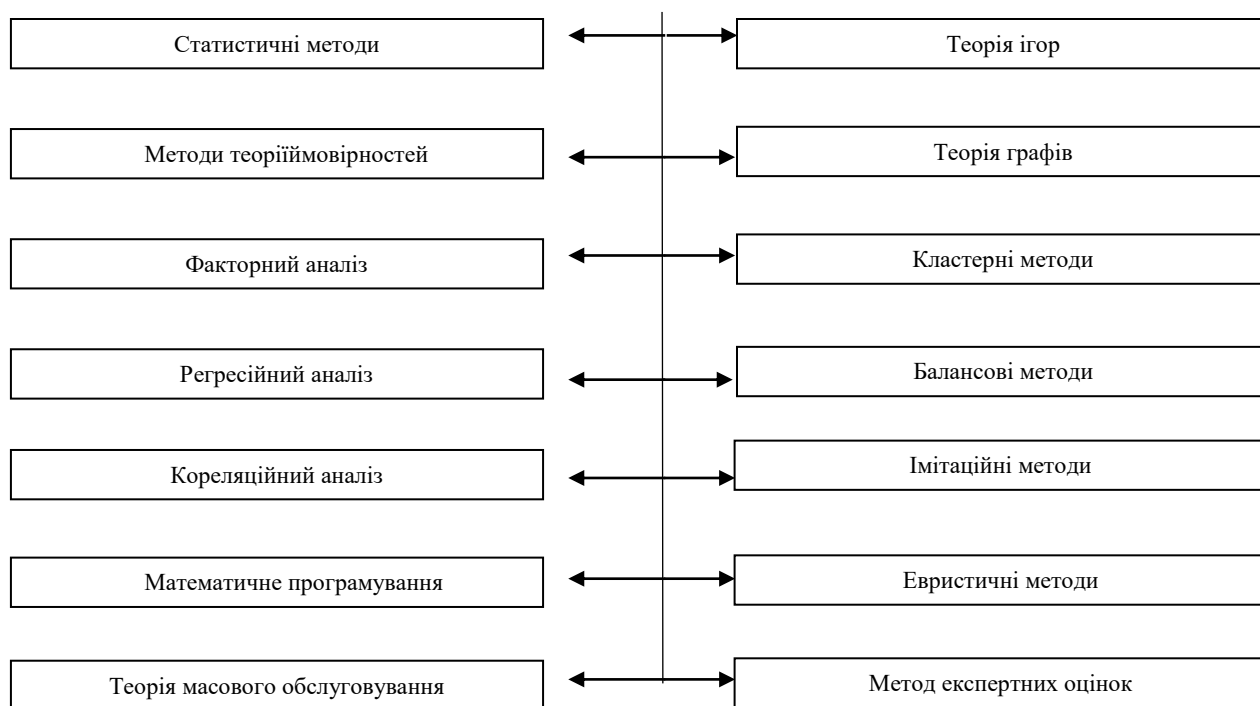 Статистичні методи
Теорія ігор
Методи теоріїймовірностей
Теорія графів
Факторний аналіз
Кластерні методи
Регресійний аналіз
Балансові методи
Кореляційний аналіз
Імітаційні методи
Математичне програмування
Евристичні методи
Теорія масового обслуговування
Метод експертних оцінок